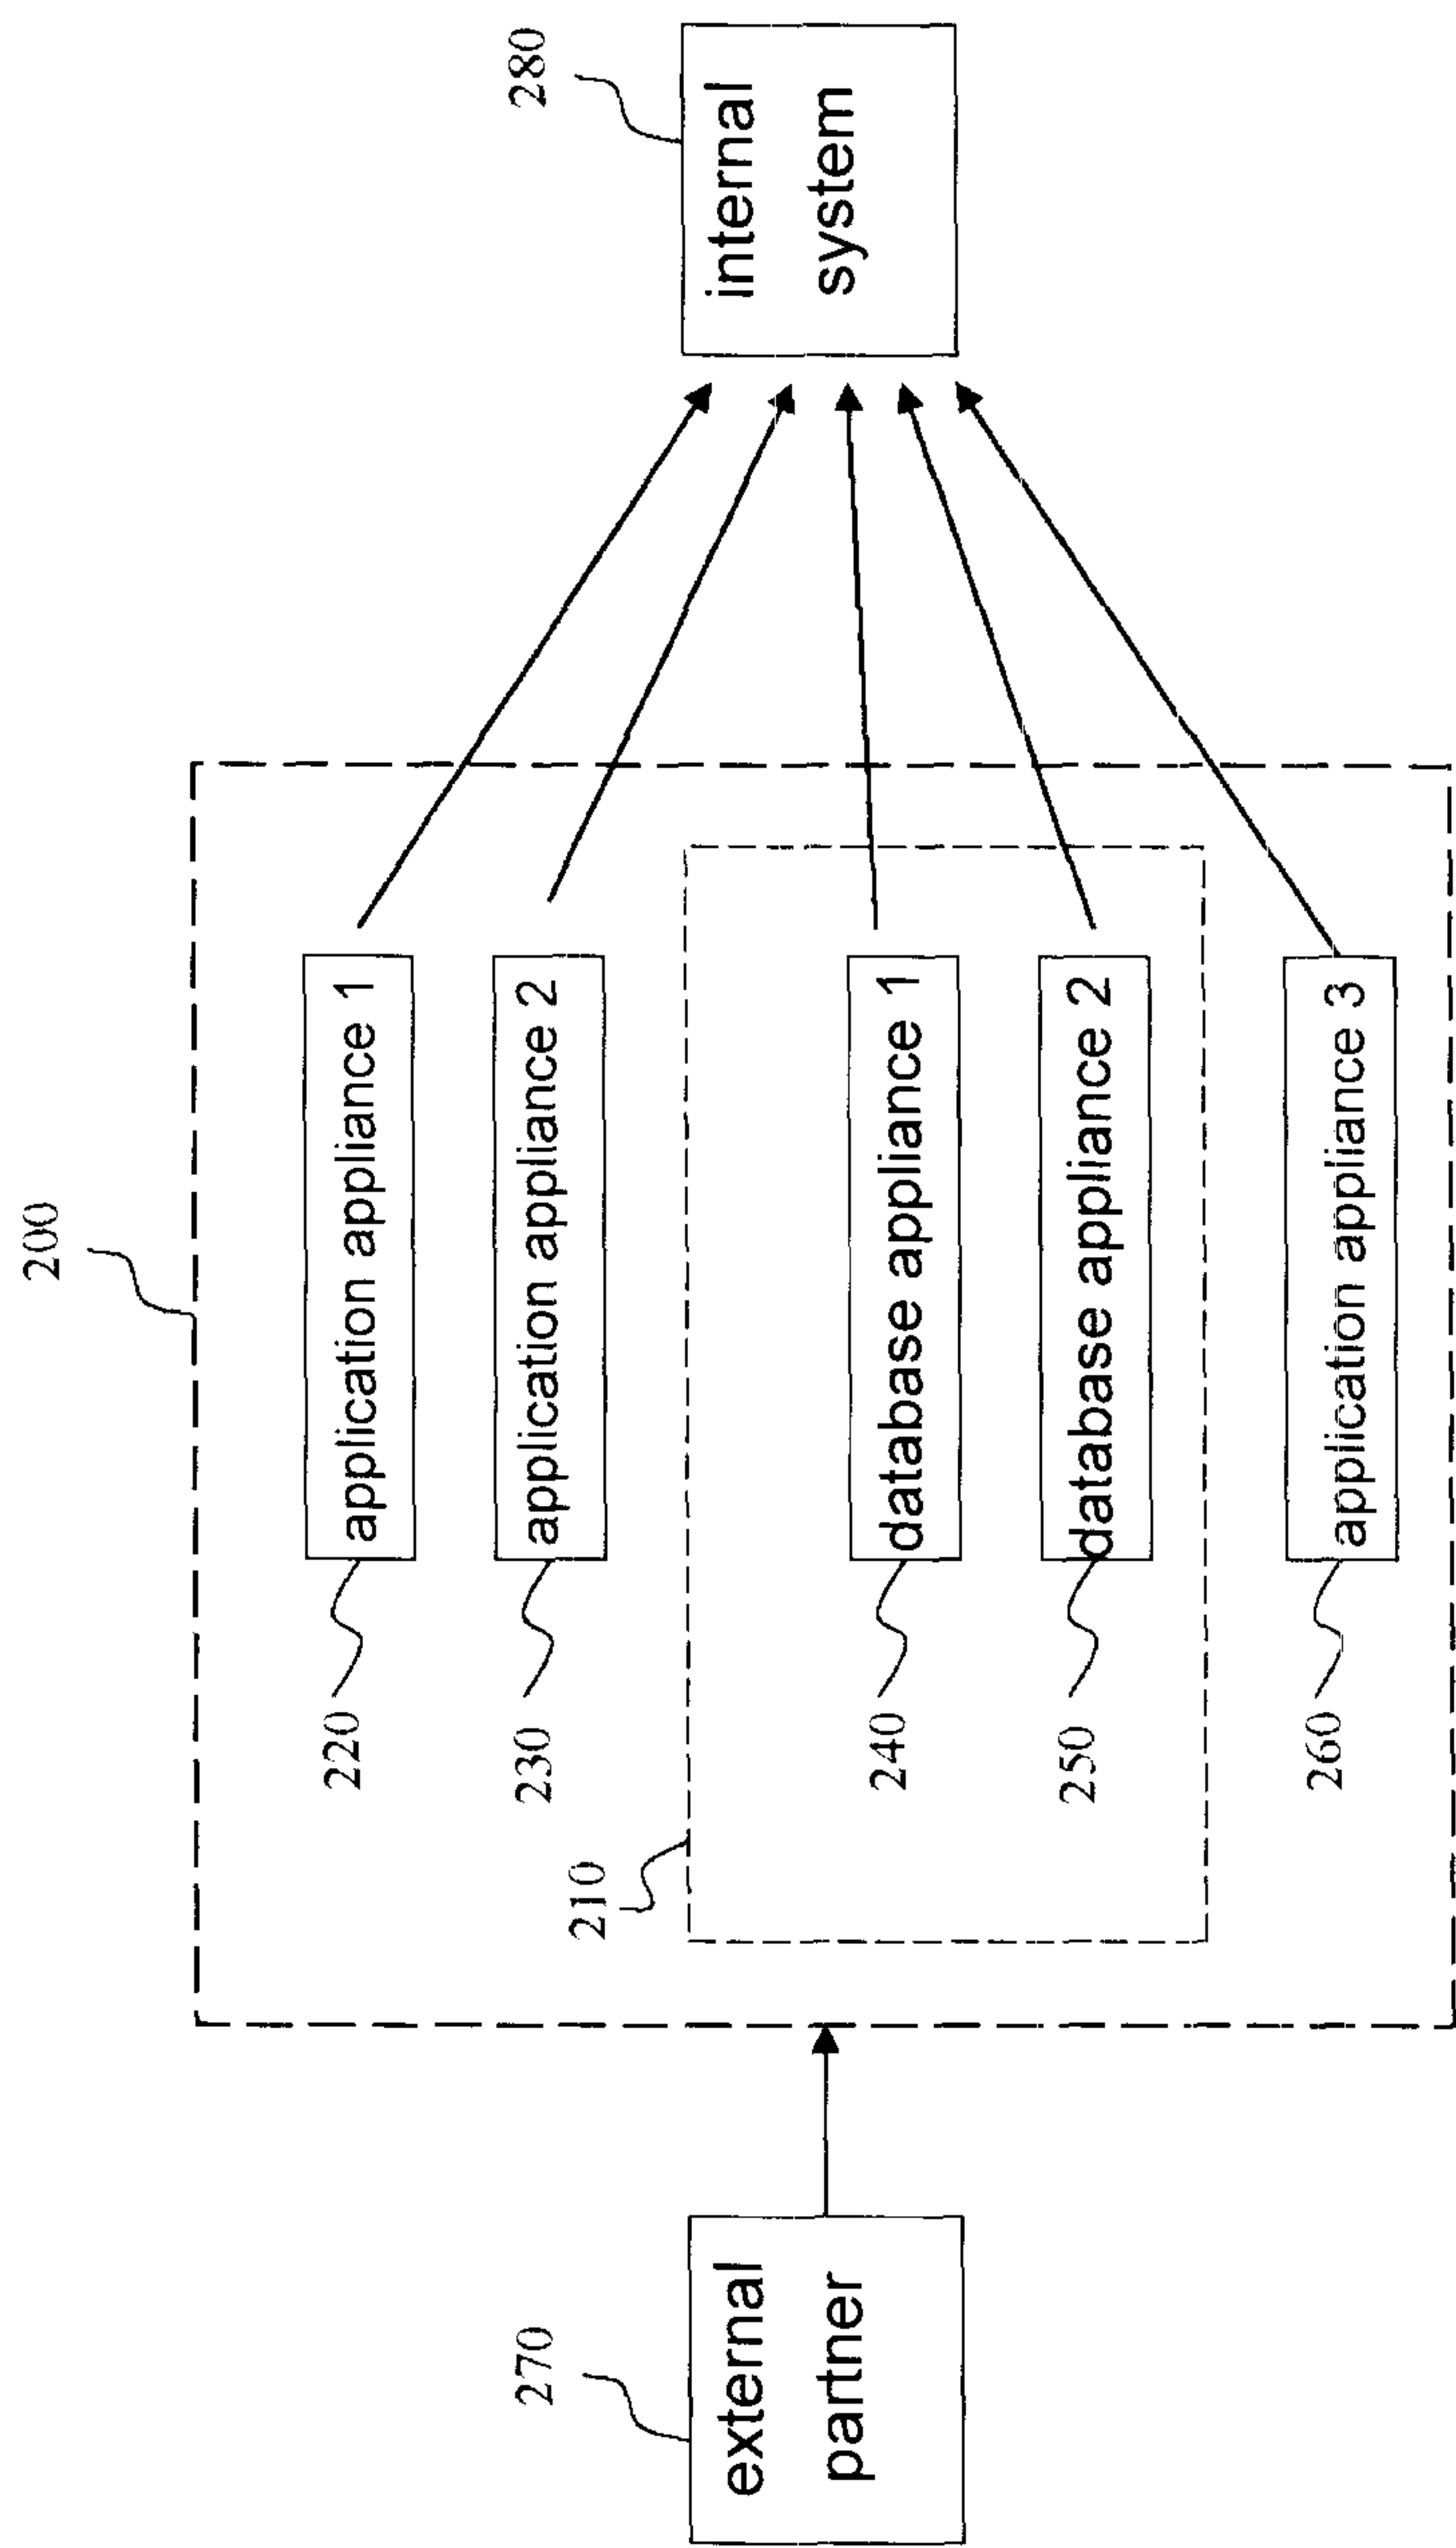 200
270
external
partner
210
220
application appliance 1
230
application appliance 2
240
database appliance 1
250
database appliance 2
260
application appliance 3
280
internal
system